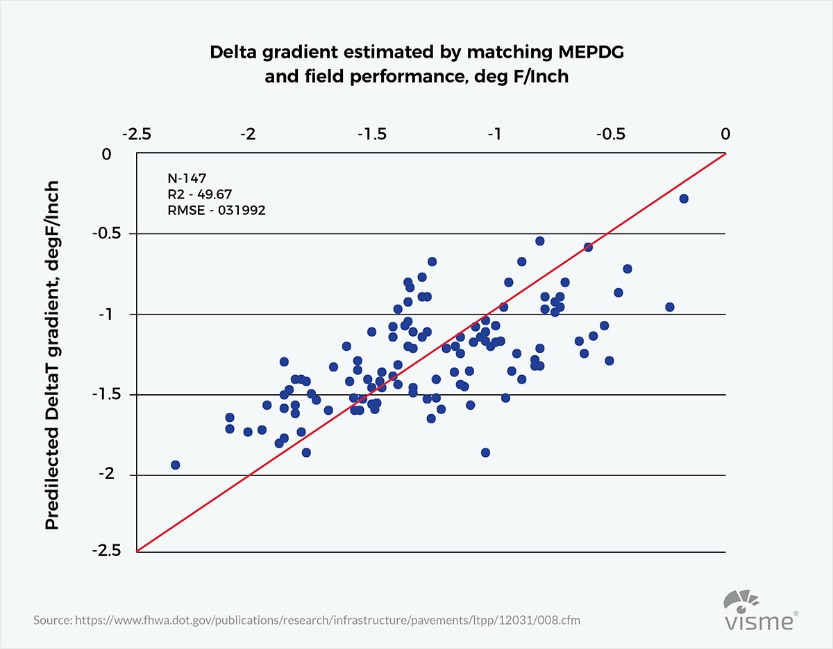 Delta gradient estimated by matching MEPDG
and field performance, deg F/Inch
-2.5 -2 -1.5 -1 -0.5 0
0
N-147
R2 - 49.67
RMSE - 031992
-0.5
-1
-1.5
-2
-2.5
Predilected DeltaT gradient, degF/Inch
Source: https://www.fhwa.dot.gov/publications/research/infrastructure/pavements/ltpp/12031/008.cfm
visme®